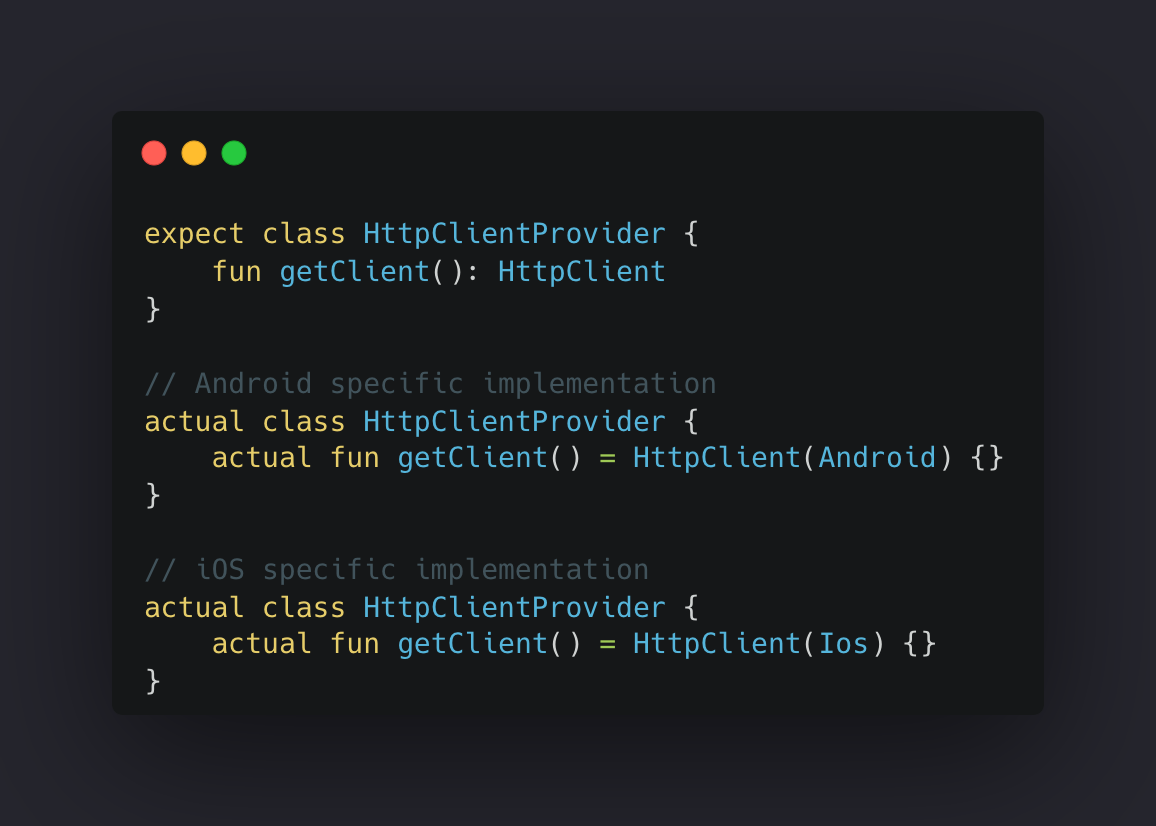 expect class HttpClientProvider {
    fun getClient(): HttpClient
}

// Android specific implementation
actual class HttpClientProvider {
    actual fun getClient() = HttpClient(Android) {}
}

// iOS specific implementation
actual class HttpClientProvider {
    actual fun getClient() = HttpClient(Ios) {}
}